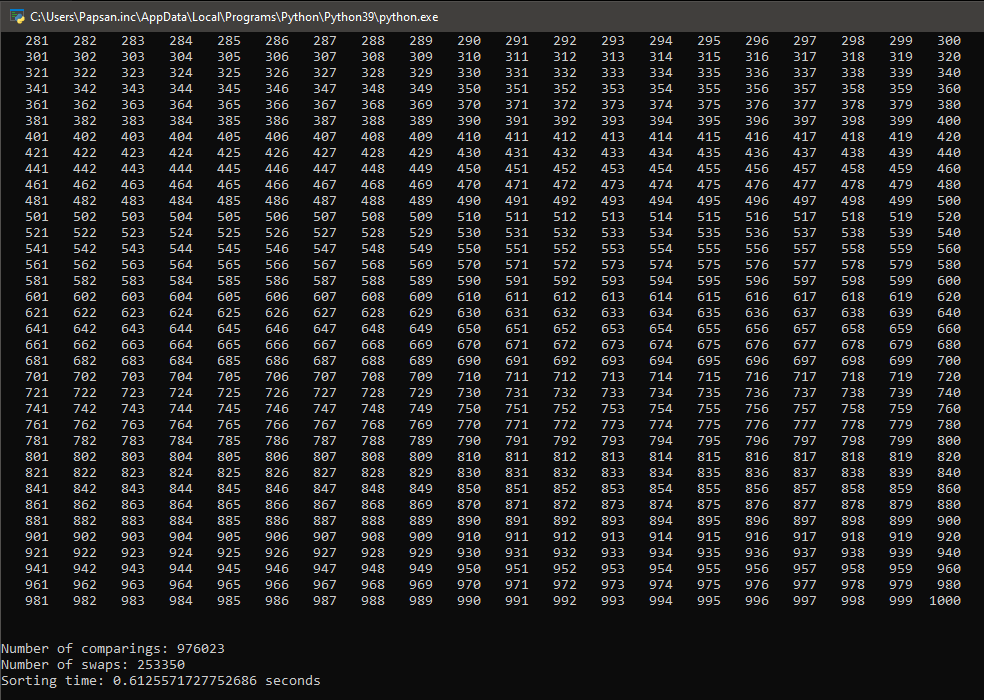 C:\Users\Papsan.inc\AppData\Local\Programs\Python\Python39\python.exe
281 282 283 284 285 286 287 288 289 290 291 292 293 294 295 296 297 298 299 300
301 302 303 304 305 306 307 308 309 310 311 312 313 314 315 316 317 318 319 320
321 322 323 324 325 326 327 328 329 330 331 332 333 334 335 336 337 338 339 340
341 342 343 344 345 346 347 348 349 350 351 352 353 354 355 356 357 358 359 360
361 362 363 364 365 366 367 368 369 370 371 372 373 374 375 376 377 378 379 380
381 382 383 384 385 386 387 388 389 390 391 392 393 394 395 396 397 398 399 400
401 402 403 404 405 406 407 408 409 410 411 412 413 414 415 416 417 418 419 420
421 422 423 424 425 426 427 428 429 430 431 432 433 434 435 436 437 438 439 440
441 442 443 444 445 446 447 448 449 450 451 452 453 454 455 456 457 458 459 460
461 462 463 464 465 466 467 468 469 470 471 472 473 474 475 476 477 478 479 480
481 482 483 484 485 486 487 488 489 490 491 492 493 494 495 496 497 498 499 500
501 502 503 504 505 506 507 508 509 510 511 512 513 514 515 516 517 518 519 520
521 522 523 524 525 526 527 528 529 530 531 532 533 534 535 536 537 538 539 540
541 542 543 544 545 546 547 548 549 550 551 552 553 554 555 556 557 558 559 560
561 562 563 564 565 566 567 568 569 570 571 572 573 574 575 576 577 578 579 580
581 582 583 584 585 586 587 588 589 590 591 592 593 594 595 596 597 598 599 600
601 602 603 604 605 606 607 608 609 610 611 612 613 614 615 616 617 618 619 620
621 622 623 624 625 626 627 628 629 630 631 632 633 634 635 636 637 638 639 640
641 642 643 644 645 646 647 648 649 650 651 652 653 654 655 656 657 658 659 660
661 662 663 664 665 666 667 668 669 670 671 672 673 674 675 676 677 678 679 680
681 682 683 684 685 686 687 688 689 690 691 692 693 694 695 696 697 698 699 700
701 702 703 704 705 706 707 708 709 710 711 712 713 714 715 716 717 718 719 720
721 722 723 724 725 726 727 728 729 730 731 732 733 734 735 736 737 738 739 740
741 742 743 744 745 746 747 748 749 750 751 752 753 754 755 756 757 758 759 760
761 762 763 764 765 766 767 768 769 770 771 772 773 774 775 776 777 778 779 780
781 782 783 784 785 786 787 788 789 790 791 792 793 794 795 796 797 798 799 800
801 802 803 804 805 806 807 808 809 810 811 812 813 814 815 816 817 818 819 820
821 822 823 824 825 826 827 828 829 830 831 832 833 834 835 836 837 838 839 840
841 842 843 844 845 846 847 848 849 850 851 852 853 854 855 856 857 858 859 860
861 862 863 864 865 866 867 868 869 870 871 872 873 874 875 876 877 878 879 880
881 882 883 884 885 886 887 888 889 890 891 892 893 894 895 896 897 898 899 900
901 902 903 904 905 906 907 908 909 910 911 912 913 914 915 916 917 918 919 920
921 922 923 924 925 926 927 928 929 930 931 932 933 934 935 936 937 938 939 940
941 942 943 944 945 946 947 948 949 950 951 952 953 954 955 956 957 958 959 960
961 962 963 964 965 966 967 968 969 970 971 972 973 974 975 976 977 978 979 980
981 982 983 984 985 986 987 988 989 990 991 992 993 994 995 996 997 998 999 1000
Number of comparings: 976023
Number of swaps: 253350
Sorting time: 0.6125571727752686 seconds